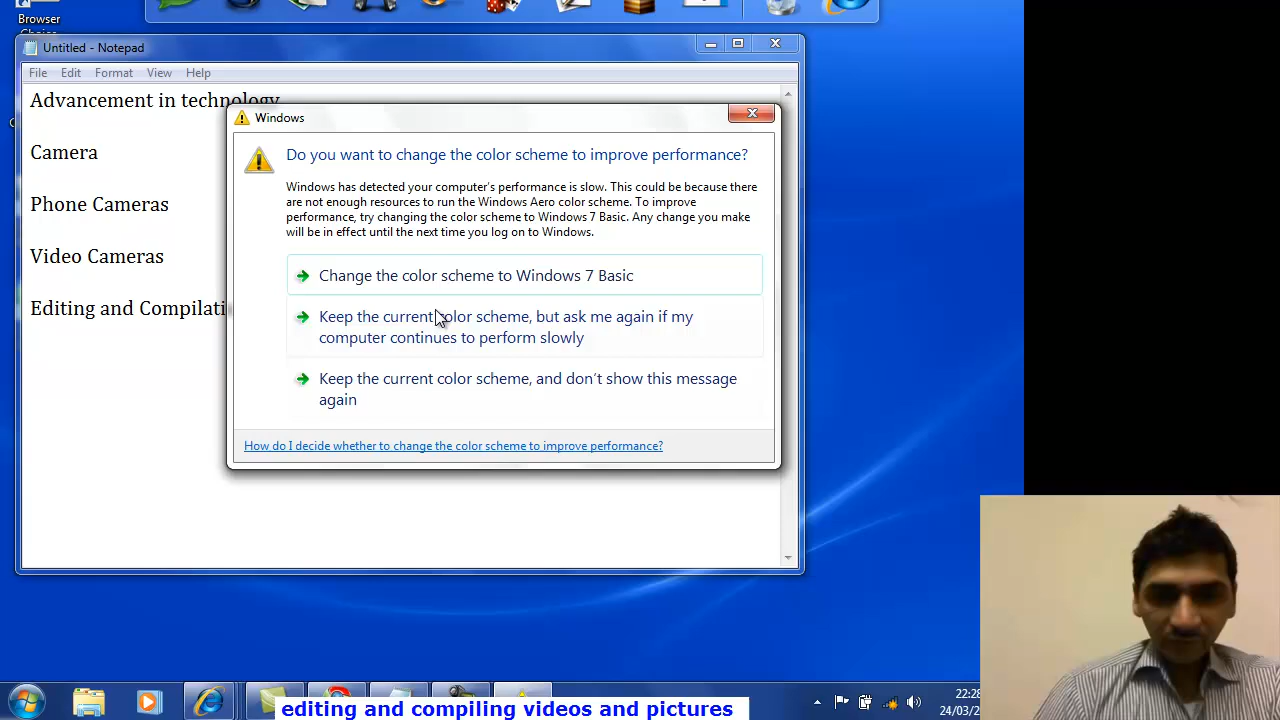 Browser
Untitled - Notepad
File Edit Format View Help
Advancement in technology
Camera
Phone Cameras
Video Cameras
Editing and Compilati
Windows
Do you want to change the color scheme to improve performance?
Windows has detected your computer's performance is slow. This could be because there
are not enough resources to run the Windows Aero color scheme. To improve
performance, try changing the color scheme to Windows 7 Basic. Any change you make
will be in effect until the next time you log on to Windows.
Change the color scheme to Windows 7 Basic
Keep the current color scheme, but ask me again if my
computer continues to perform slowly
Keep the current color scheme, and don't show this message
again
How do I decide whether to change the color scheme to improve performance?
22:28
24/03/2
editing and compiling videos and pictures